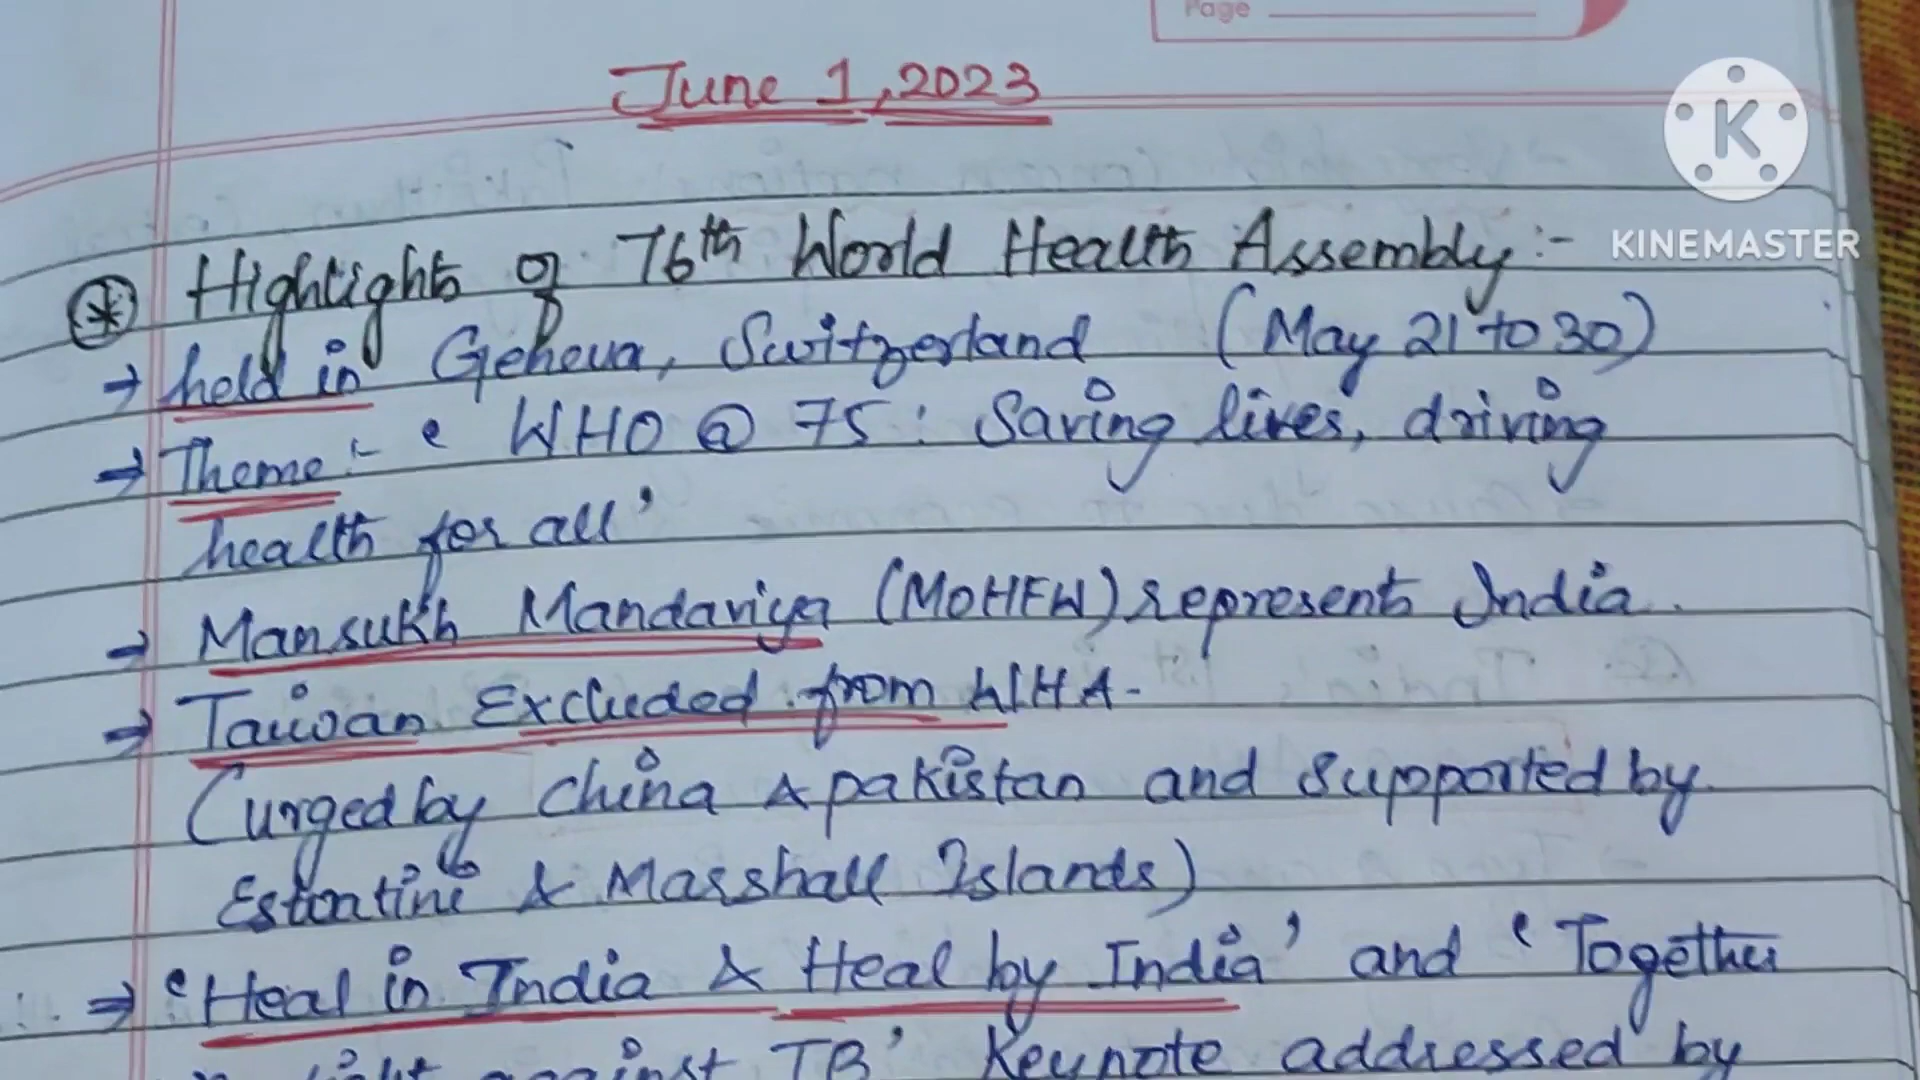 Page
June 1, 2023
K
KINEMASTER
* Highlights of 76th World Health Assembly :-
→ held in Geneva, Switzerland (May 21 to 30)
→ Theme :- ' WHO @ 75 : Saving lives, driving
health for all'
→ Mansukh Mandaviya (MOHFW) represents India.
→ Taiwan Excluded from WHA -
(urged by China & pakistan and supported by
& Marshall Islands)
→ 'Heal in India & Heal by India' and 'Together
against TB' Keynote addressed by